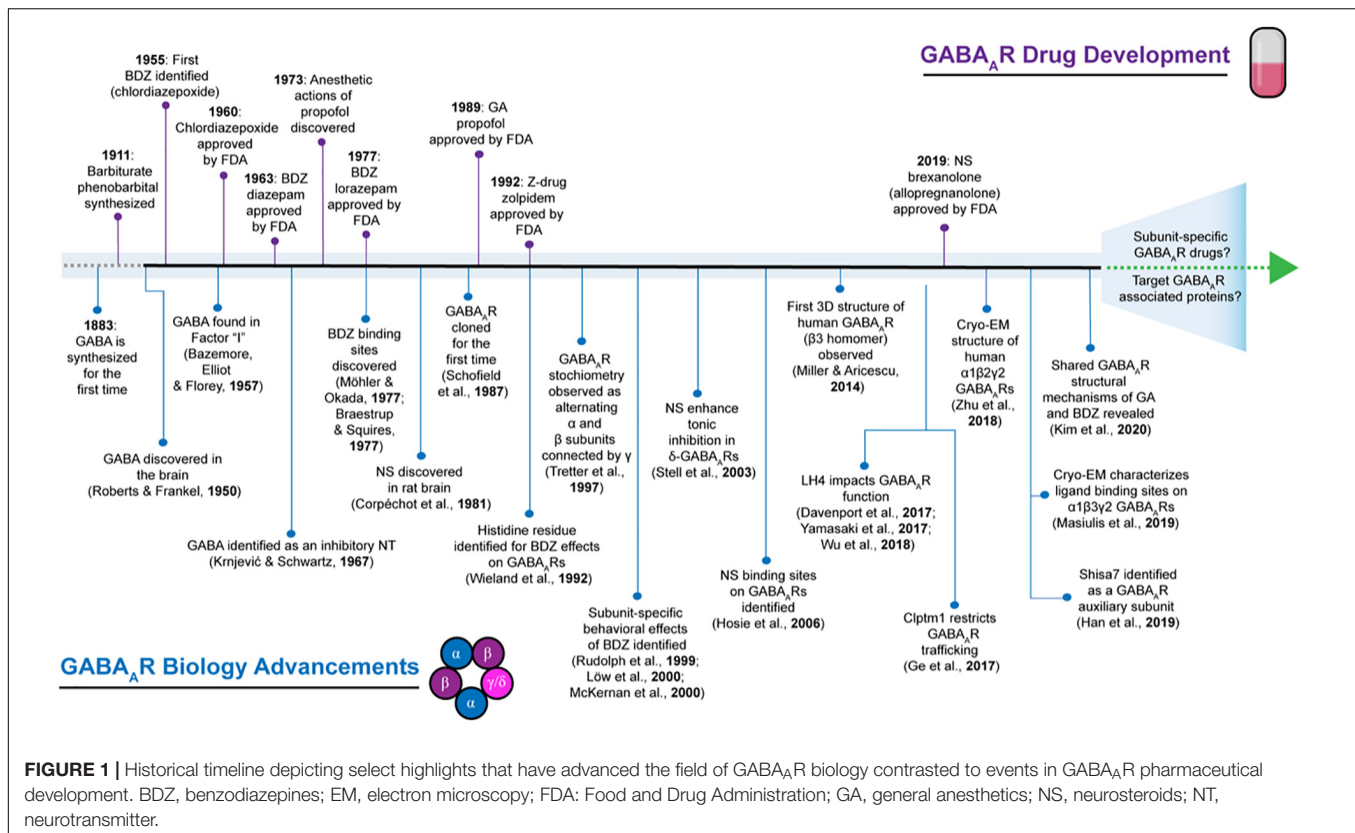 GABAAR Drug Development
1955: First
BDZ identified
(chlordiazepoxide)
1973: Anesthetic
actions of
propofol
discovered
1960:
Chlordiazepoxide
approved
by FDA
1989: GA
propofol
approved by FDA
1911:
Barbiturate
phenobarbital
synthesized
1977:
BDZ
lorazepam
approved by
FDA
1963: BDZ
diazepam
approved
by FDA
1992: Z-drug
zolpidem
approved by
FDA
2019: NS
brexanolone
(allopregnanolone)
approved by FDA
Subunit-specific
GABAAR drugs?
Target GABAAR
associated proteins?
1883:
GABA is
synthesized
for the
first time
GABA found in
Factor "I"
(Bazemore,
Elliot
& Florey, 1957)
BDZ binding
sites
discovered
(Möhler &
Okada, 1977;
Braestrup
& Squires,
1977)
GABAAR
cloned for
the first
time
(Schofield
et al., 1987)
GABAAR
stochiometry
observed as
alternating
α and
β subunits
connected by γ
(Tretter et al.,
1997)
NS enhance
tonic
inhibition in
δ-GABAARs
(Stell et al., 2003)
First 3D structure of
human GABAAR
(β3 homomer)
observed
(Miller & Aricescu,
2014)
Cryo-EM
structure of
human
α1β2γ2
GABAARs
(Zhu et al.,
2018)
Shared GABAAR
structural
mechanisms of GA
and BDZ revealed
(Kim et al., 2020)
GABA discovered in
the brain
(Roberts & Frankel, 1950)
NS discovered
in rat brain
(Corpéchot et al., 1981)
LH4 impacts GABAAR
function
(Davenport et al., 2017;
Yamasaki et al., 2017;
Wu et al., 2018)
Cryo-EM characterizes
ligand binding sites on
α1β3γ2 GABAARs
(Masiulis et al., 2019)
GABA identified as an inhibitory NT
(Krnjević & Schwartz, 1967)
Histidine residue
identified for BDZ effects
on GABAARs
(Wieland et al., 1992)
NS binding sites
on GABAARs
identified
(Hosie et al., 2006)
Shisa7 identified
as a GABAAR
auxiliary subunit
(Han et al., 2019)
Subunit-specific
behavioral effects
of BDZ identified
(Rudolph et al., 1999;
Löw et al., 2000;
McKernan et al., 2000)
Clptm1 restricts
GABAAR
trafficking
(Ge et al., 2017)
GABAAR Biology Advancements
α β
β γ/δ
α
FIGURE 1 | Historical timeline depicting select highlights that have advanced the field of GABAAR biology contrasted to events in GABAAR pharmaceutical
development. BDZ, benzodiazepines; EM, electron microscopy; FDA: Food and Drug Administration; GA, general anesthetics; NS, neurosteroids; NT,
neurotransmitter.